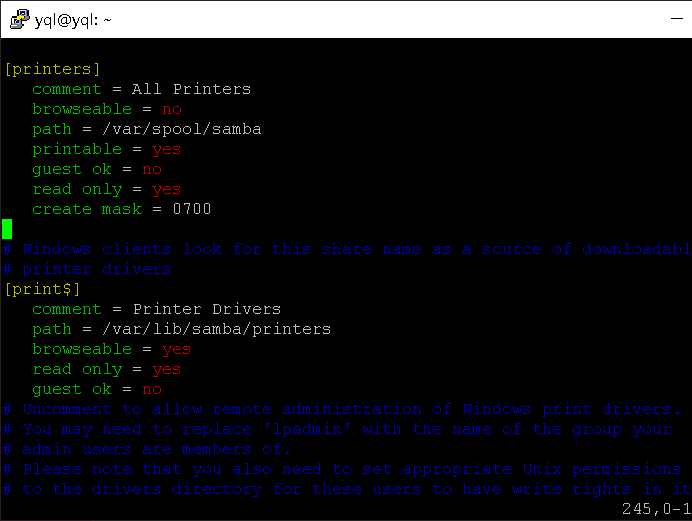 yql@yql: ~
[printers]
   comment = All Printers
   browseable = no
   path = /var/spool/samba
   printable = yes
   guest ok = no
   read only = yes
   create mask = 0700
# Windows clients look for this share name as a source of downloadabl
# printer drivers
[print$]
   comment = Printer Drivers
   path = /var/lib/samba/printers
   browseable = yes
   read only = yes
   guest ok = no
# Uncomment to allow remote administration of Windows print drivers.
# You may need to replace 'lpadmin' with the name of the group your
# admin users are members of.
# Please note that you also need to set appropriate Unix permissions
# to the drivers directory for these users to have write rights in it
245,0-1